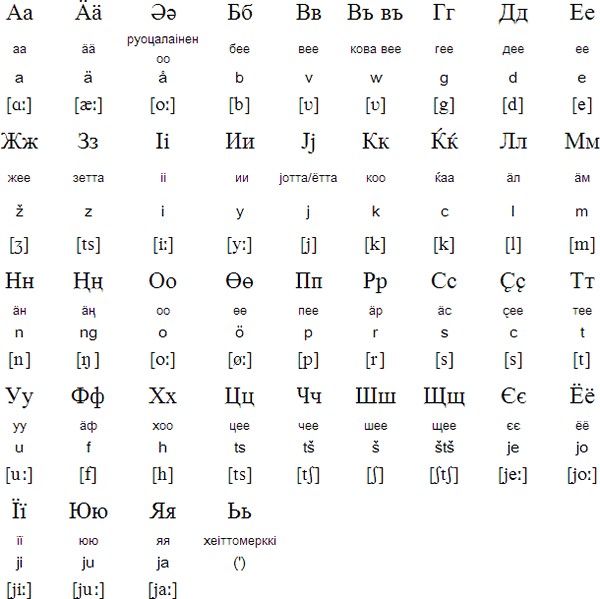 Аа Ӓӓ Әә Бб Вв Въ въ Гг Дд Ее
аа ӓӓ руоцалаінен оо бее вее кова вее гее дее ее
a ä å b v w g d e
[ɑː] [æː] [oː] [b] [ʋ] [ʋ] [g] [d] [e]
Жж Зз Іі Ии Јј Кк Ќќ Лл Мм
жее зетта іі ии јотта/ётта коо ќаа ӓл ӓм
ž z i y j k c l m
[ʒ] [ts] [iː] [yː] [j] [k] [k] [l] [m]
Нн Ңң Оо Өө Пп Рр Сс Çç Тт
ӓн ӓң оо өө пее ӓр ӓс çее тее
n ng o ö p r s c t
[n] [ŋ] [oː] [øː] [p] [r] [s] [s] [t]
Уу Фф Хх Цц Чч Шш Щщ Єє Ёё
уу ӓф хоо цее чее шее щее єє ёё
u f h ts tš š štš je jo
[uː] [f] [h] [ts] [tʃ] [ʃ] [ʃtʃ] [jeː] [joː]
Її Юю Яя Ьь
її юю яя хеіттомерккі
ji ju ja (')
[jiː] [juː] [jaː]